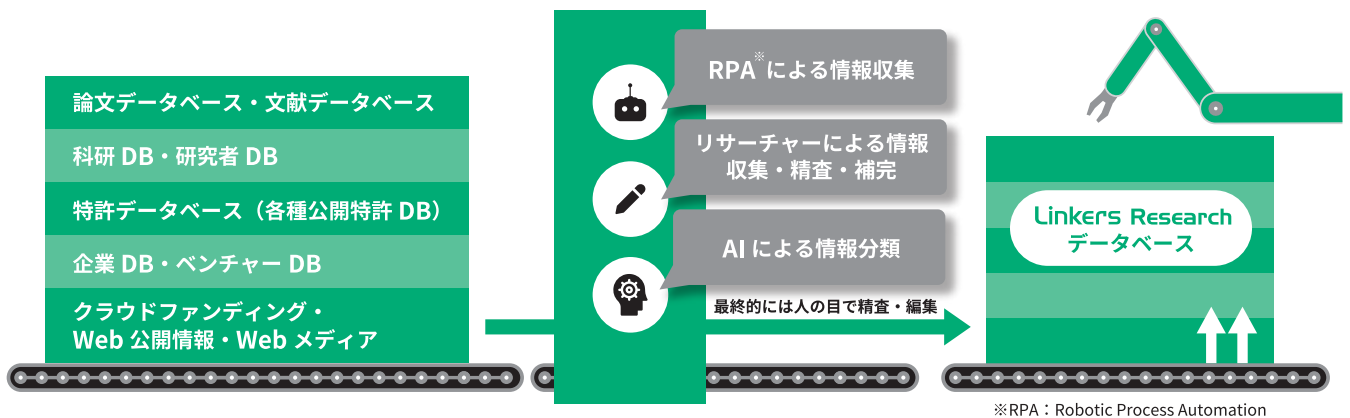 論文データベース・文献データベース
科研 DB・研究者 DB
特許データベース（各種公開特許 DB）
企業 DB・ベンチャー DB
クラウドファンディング・
Web 公開情報・Web メディア
RPA※による情報収集
リサーチャーによる情報
収集・精査・補完
AI による情報分類
最終的には人の目で精査・編集
Linkers Research
データベース
※RPA：Robotic Process Automation